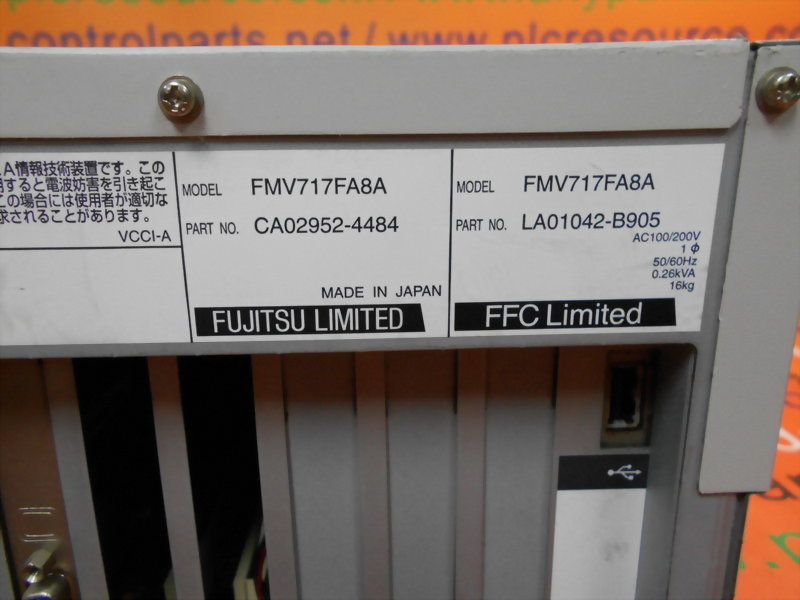 controlparts.net / www.plcresource.com
A情報技術装置です。この
用すると電波妨害を引き起こ
この場合には使用者が適切な
求されることがあります。
VCCI-A
MODEL FMV717FA8A
PART NO. CA02952-4484
MADE IN JAPAN
FUJITSU LIMITED
MODEL FMV717FA8A
PART NO. LA01042-B905
AC100/200V
1 Φ
50/60Hz
0.26kVA
16kg
FFC Limited